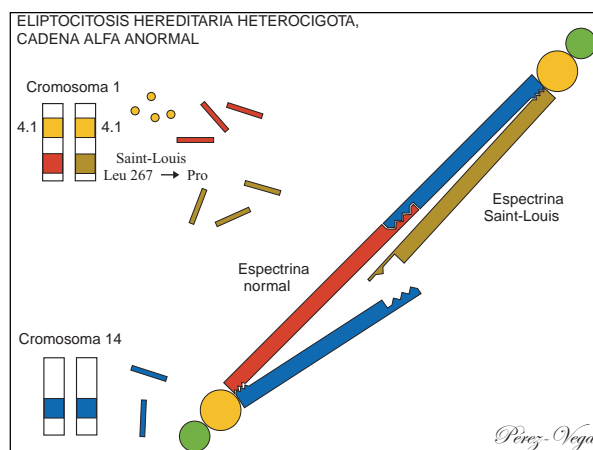 ELIPTOCITOSIS HEREDITARIA HETEROCIGOTA,
CADENA ALFA ANORMAL
Cromosoma 1
4.1
4.1
Saint-Louis
Leu 267 → Pro
Espectrina
Saint-Louis
Espectrina
normal
Cromosoma 14
Pérez-Vega